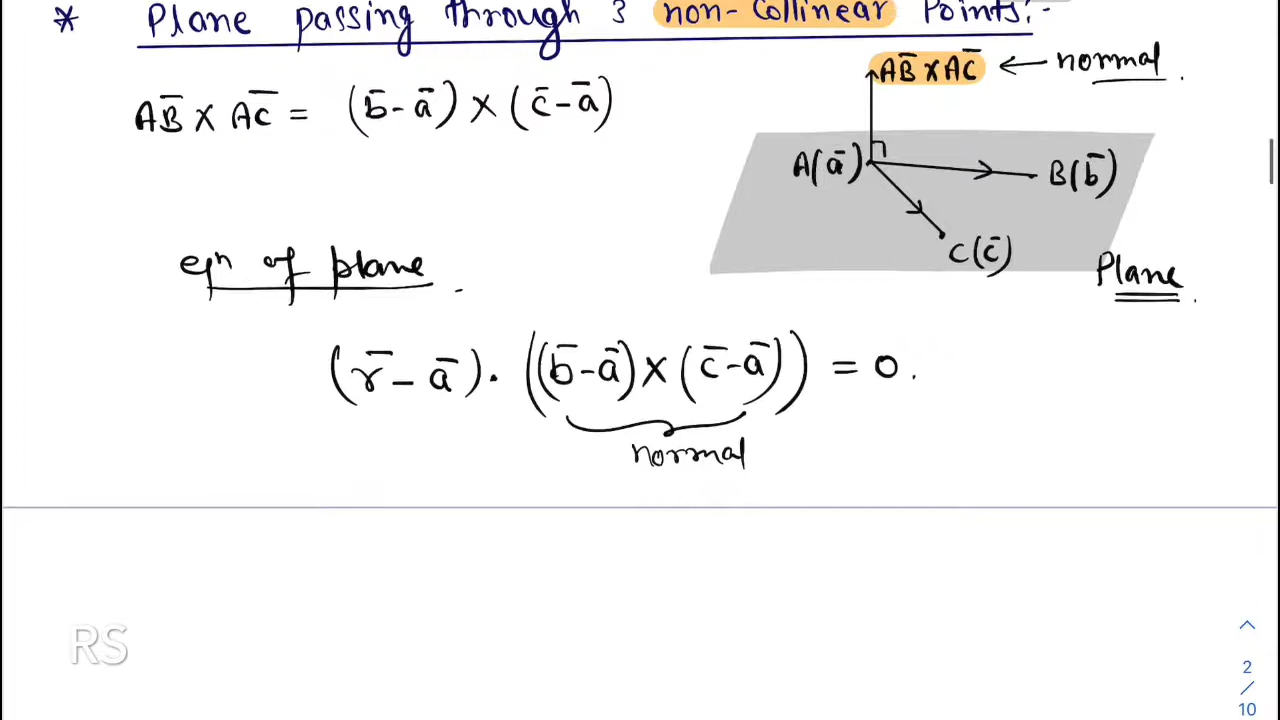 * Plane passing through 3 non-collinear Points:-
AB̄ × AC̄ = (b̄-ā) × (c̄-ā)
AB̄ × AC̄ ← normal.
A(ā)
B(b̄)
C(c̄)
Plane.
eqn of plane.
(r̄ - ā). ((b̄-ā) × (c̄-ā)) = 0.
normal
RS
2
/
10